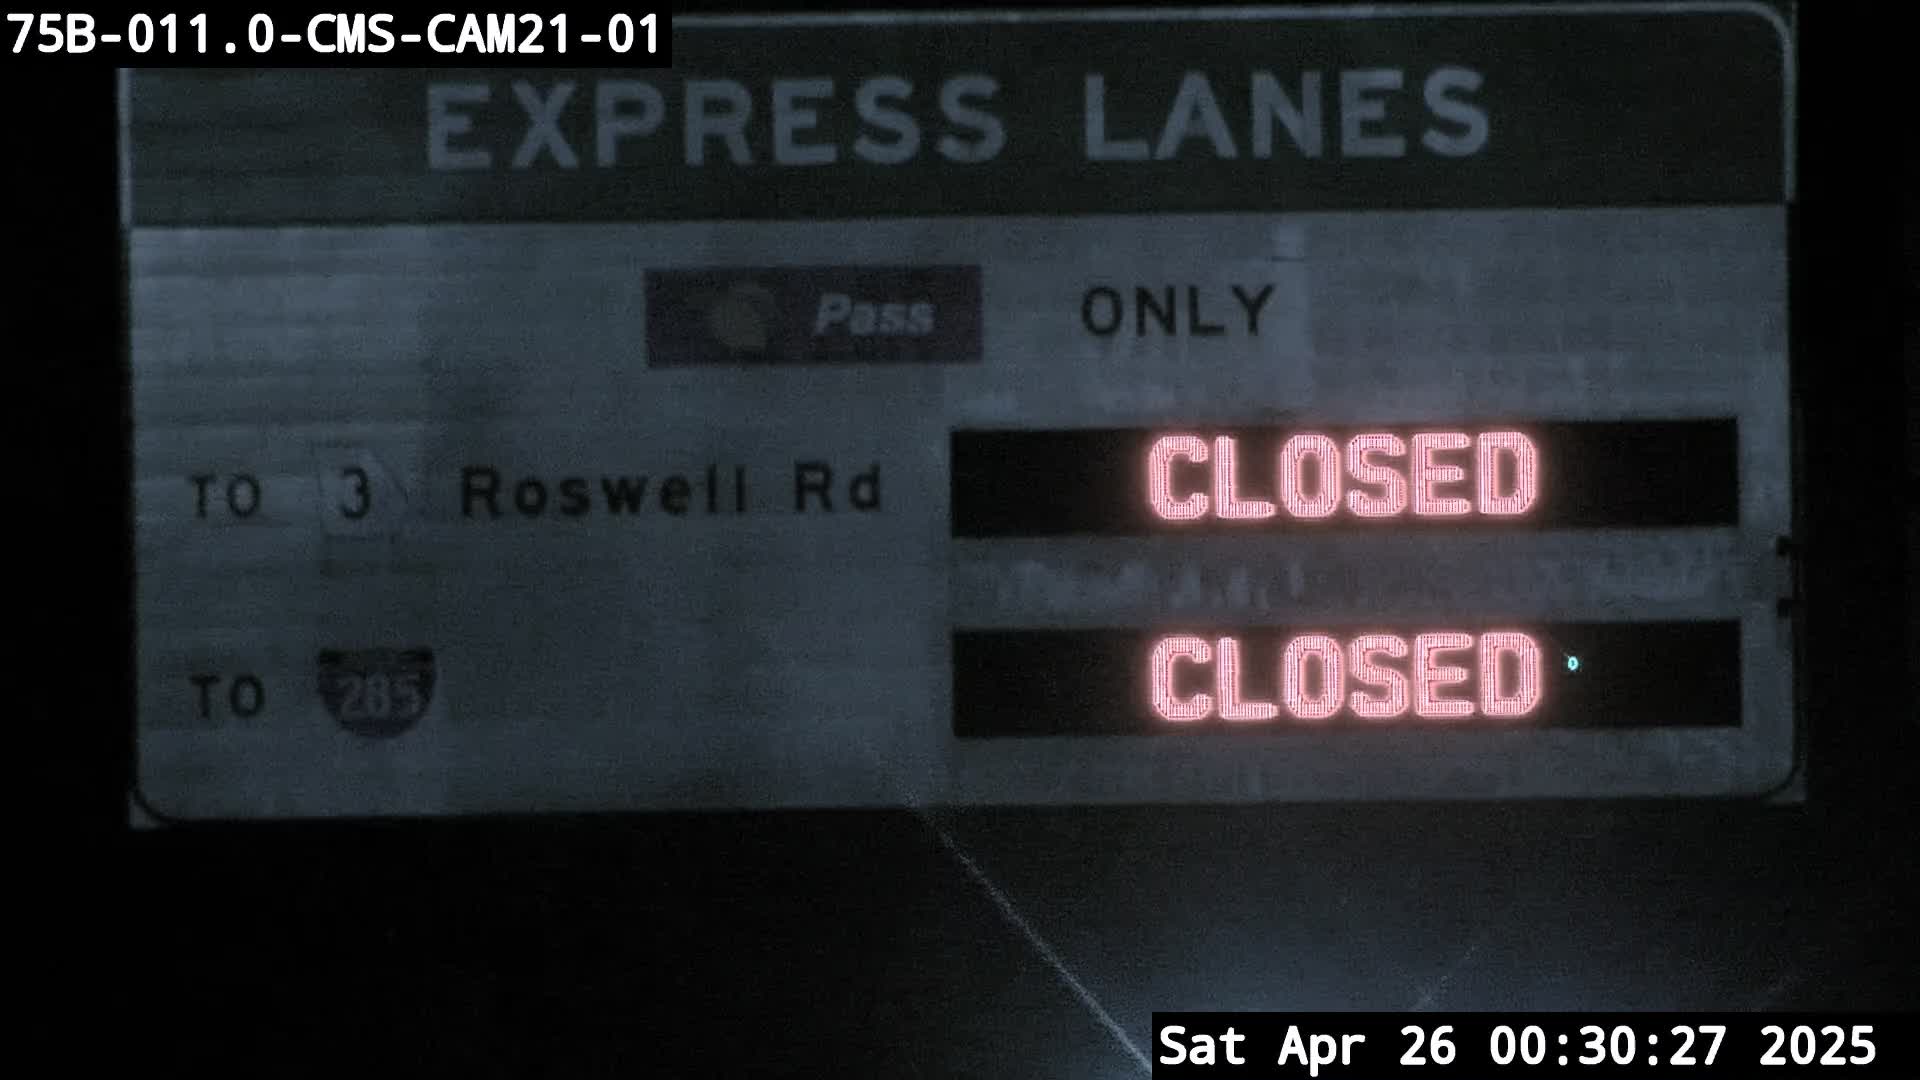 75B-011.0-CMS-CAM21-01
EXPRESS LANES
Pass ONLY
TO 3 Roswell Rd CLOSED
TO 285 CLOSED
Sat Apr 26 00:30:27 2025